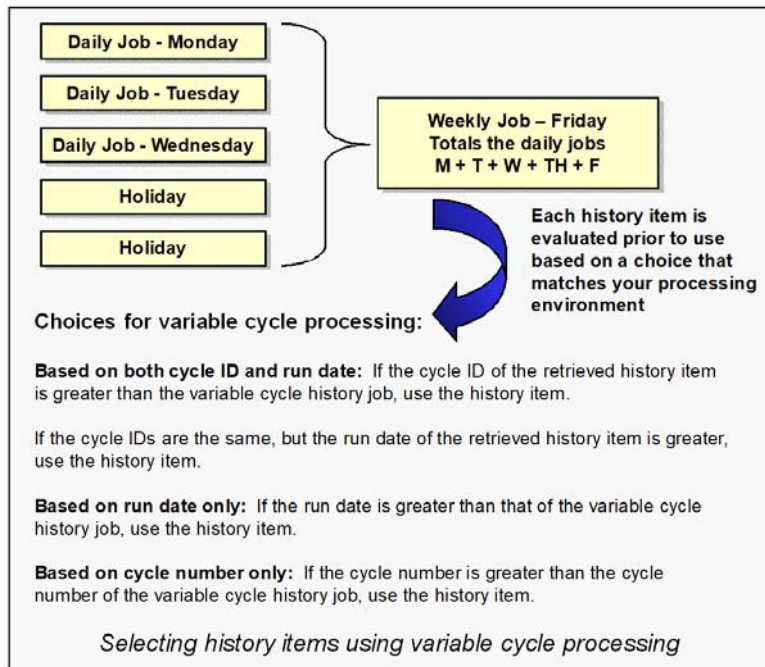 Daily Job - Monday
Daily Job - Tuesday
Daily Job - Wednesday
Holiday
Holiday
Weekly Job – Friday
Totals the daily jobs
M + T + W + TH + F
Each history item is
evaluated prior to use
based on a choice that
matches your processing
environment
Choices for variable cycle processing:
Based on both cycle ID and run date: If the cycle ID of the retrieved history item
is greater than the variable cycle history job, use the history item.
If the cycle IDs are the same, but the run date of the retrieved history item is greater,
use the history item.
Based on run date only: If the run date is greater than that of the variable cycle
history job, use the history item.
Based on cycle number only: If the cycle number is greater than the cycle
number of the variable cycle history job, use the history item.
Selecting history items using variable cycle processing